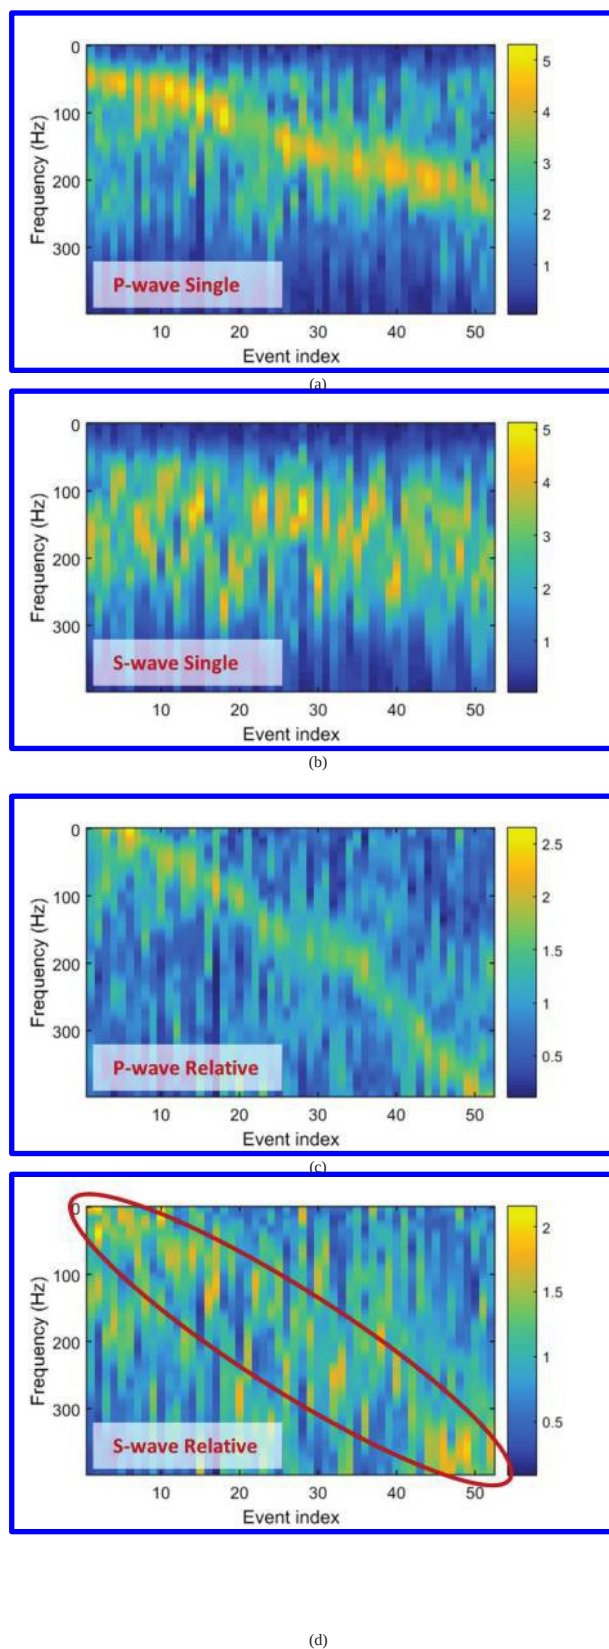 0
100
200
300
Frequency (Hz)
P-wave Single
10 20 30 40 50
Event index
5
4
3
2
1
(a)
0
100
200
300
Frequency (Hz)
S-wave Single
10 20 30 40 50
Event index
5
4
3
2
1
(b)
0
100
200
300
Frequency (Hz)
P-wave Relative
10 20 30 40 50
Event index
2.5
2
1.5
1
0.5
(c)
0
100
200
300
Frequency (Hz)
S-wave Relative
10 20 30 40 50
Event index
2
1.5
1
0.5
(d)